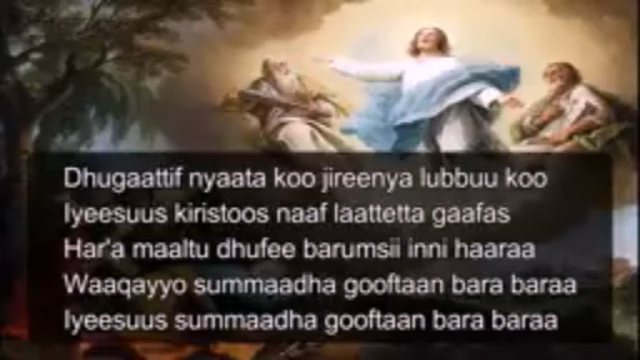 Dhugaattif nyaata koo jireenya lubbuu koo
Iyeesuus kiristoos naaf laattetta gaafas
Har'a maaltu dhufee barumsii inni haaraa
Waaqayyo summaadha gooftaan bara baraa
Iyeesuus summaadha gooftaan bara baraa